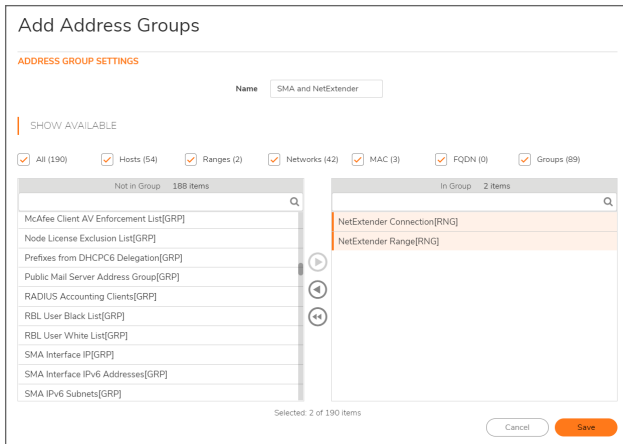 Add Address Groups
ADDRESS GROUP SETTINGS
Name SMA and NetExtender
SHOW AVAILABLE
All (190) Hosts (54) Ranges (2) Networks (42) MAC (3) FQDN (0) Groups (89)
Not in Group 188 items
McAfee Client AV Enforcement List[GRP]
Node License Exclusion List[GRP]
Prefixes from DHCPC6 Delegation[GRP]
Public Mail Server Address Group[GRP]
RADIUS Accounting Clients[GRP]
RBL User Black List[GRP]
RBL User White List[GRP]
SMA Interface IP[GRP]
SMA Interface IPv6 Addresses[GRP]
SMA IPv6 Subnets[GRP]
In Group 2 items
NetExtender Connection[RNG]
NetExtender Range[RNG]
Selected: 2 of 190 items
Cancel Save